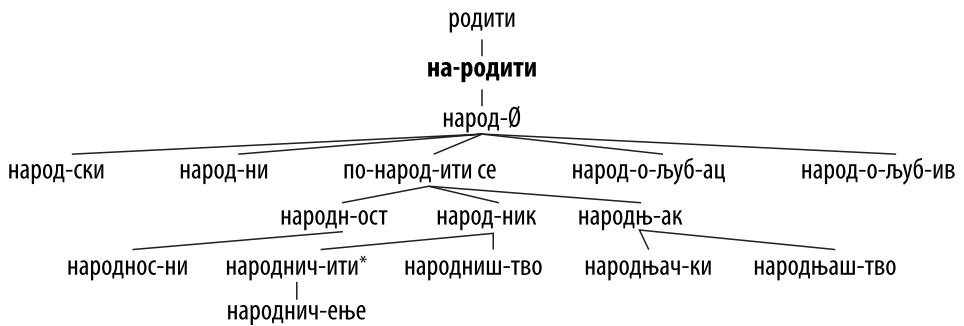 родити
на-родити
народ-Ø
народ-ски народ-ни по-народ-ити се народ-о-љуб-ац народ-о-љуб-ив
народн-ост народ-ник народњ-ак
народнос-ни народнич-ити* народниш-тво народњач-ки народњаш-тво
народнич-ење